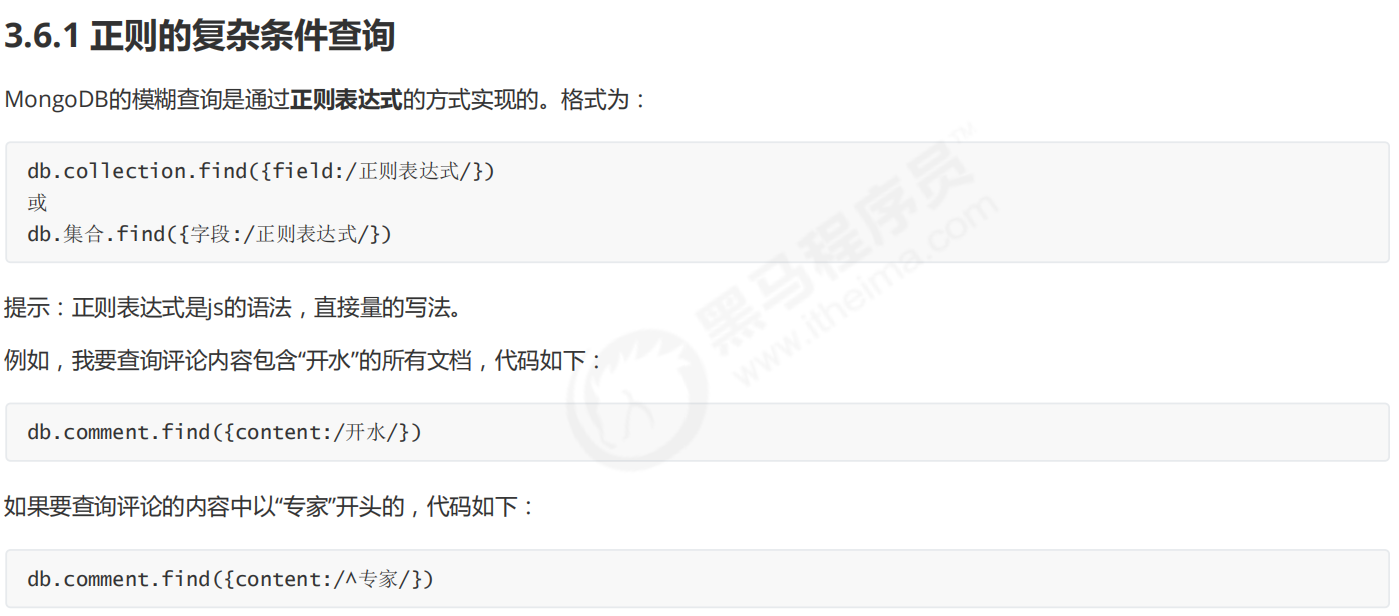 3.6.1 正则的复杂条件查询
MongoDB的模糊查询是通过正则表达式的方式实现的。格式为：
db.collection.find({field:/正则表达式/})
或
db.集合.find({字段:/正则表达式/})
提示：正则表达式是js的语法，直接量的写法。
例如，我要查询评论内容包含“开水”的所有文档，代码如下：
db.comment.find({content:/开水/})
如果要查询评论的内容中以“专家”开头的，代码如下：
db.comment.find({content:/^专家/})
黑马程序员™
www.itheima.com